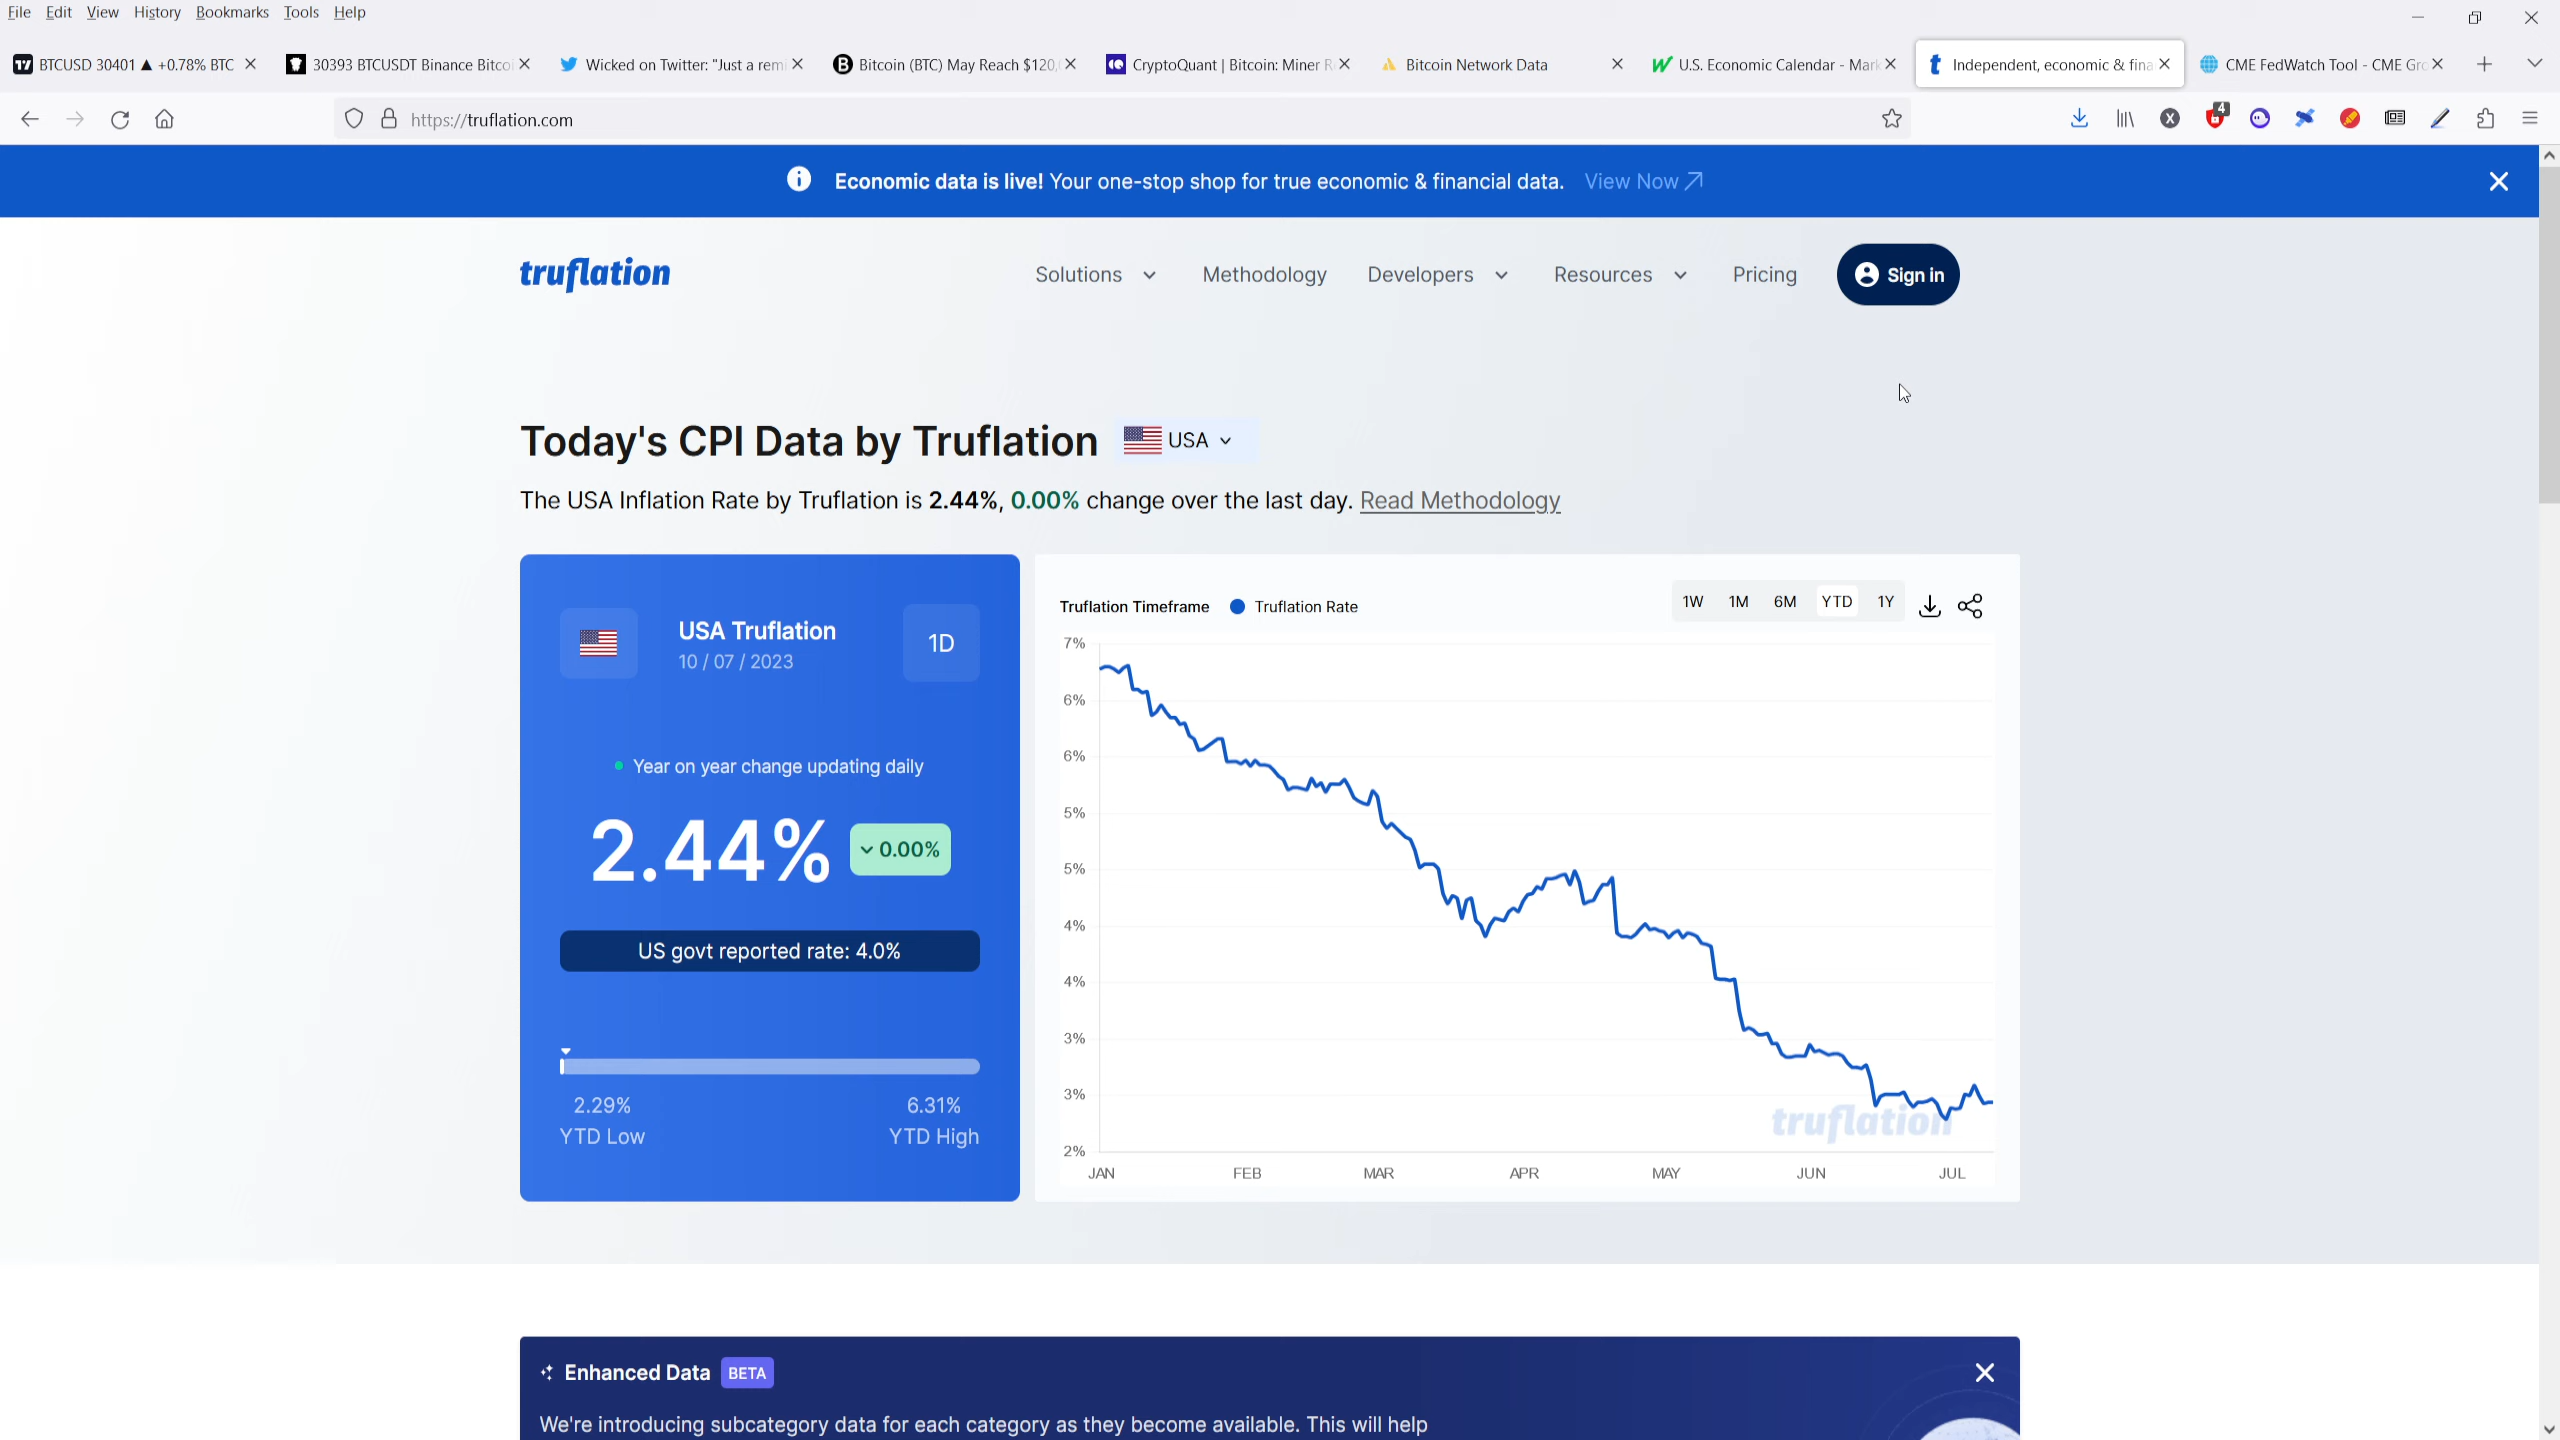 File Edit View History Bookmarks Tools Help
BTCUSD 30401 ▲ +0.78% BTC
30393 BTCUSDT Binance Bitco
Wicked on Twitter: "Just a rem
Bitcoin (BTC) May Reach $120,
CryptoQuant | Bitcoin: Miner R
Bitcoin Network Data
U.S. Economic Calendar - Mark
Independent, economic & fina
CME FedWatch Tool - CME Gro
https://truflation.com
4
Economic data is live! Your one-stop shop for true economic & financial data. View Now
truflation
Solutions Methodology Developers Resources Pricing Sign in
Today's CPI Data by Truflation USA
The USA Inflation Rate by Truflation is 2.44%, 0.00% change over the last day. Read Methodology
USA Truflation
10 / 07 / 2023
1D
Year on year change updating daily
2.44% 0.00%
US govt reported rate: 4.0%
2.29% 6.31%
YTD Low YTD High
Truflation Timeframe Truflation Rate
1W 1M 6M YTD 1Y
7%
6%
6%
5%
5%
4%
4%
3%
3%
2%
truflation
JAN FEB MAR APR MAY JUN JUL
Enhanced Data BETA
We're introducing subcategory data for each category as they become available. This will help